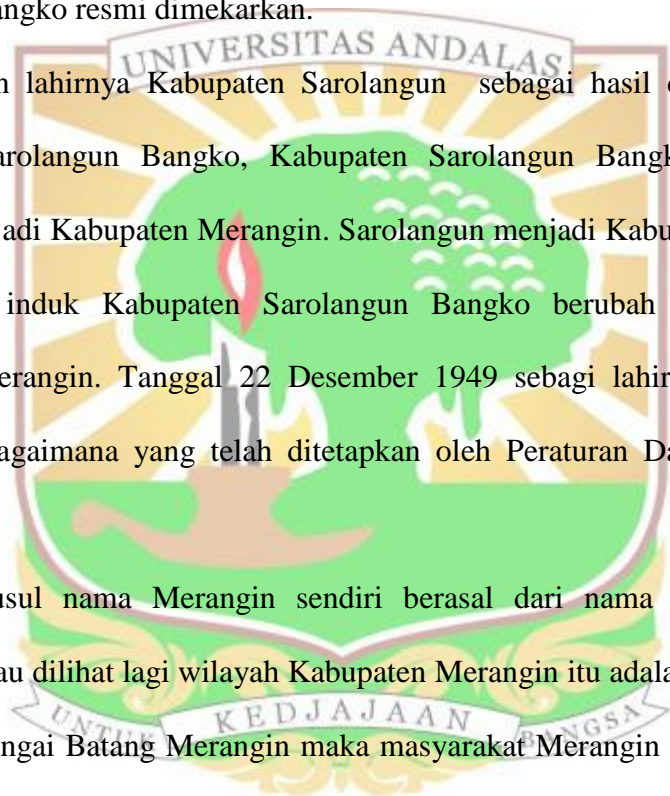 angko resmi dimekarkan.
UNIVERSITAS ANDALAS
lahirnya Kabupaten Sarolangun sebagai hasil
arolangun Bangko, Kabupaten Sarolangun Bangk
adi Kabupaten Merangin. Sarolangun menjadi Kabu
induk Kabupaten Sarolangun Bangko berubah
erangin. Tanggal 22 Desember 1949 sebagi lahir
agaimana yang telah ditetapkan oleh Peraturan Da
usul nama Merangin sendiri berasal dari nama
au dilihat lagi wilayah Kabupaten Merangin itu adala
UNTUK KEDJAJAAN BANGSA
ngai Batang Merangin maka masyarakat Merangin